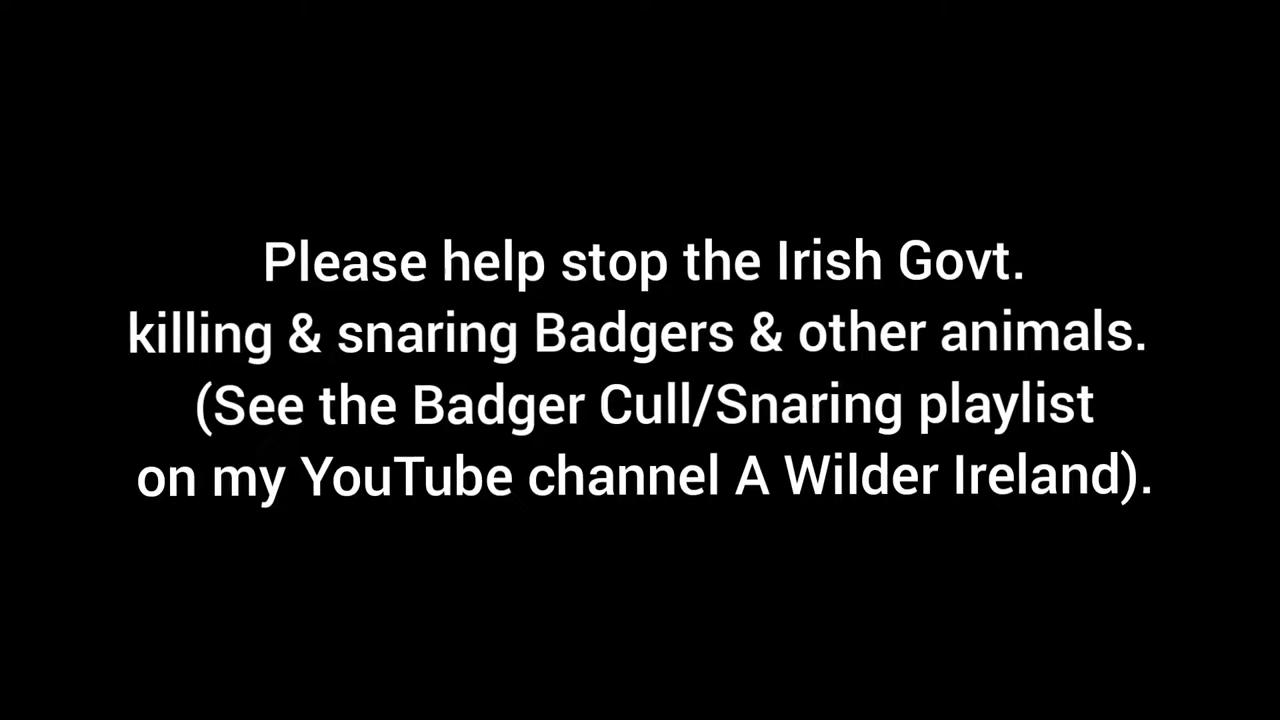 Please help stop the Irish Govt.
killing & snaring Badgers & other animals.
(See the Badger Cull/Snaring playlist
on my YouTube channel A Wilder Ireland).